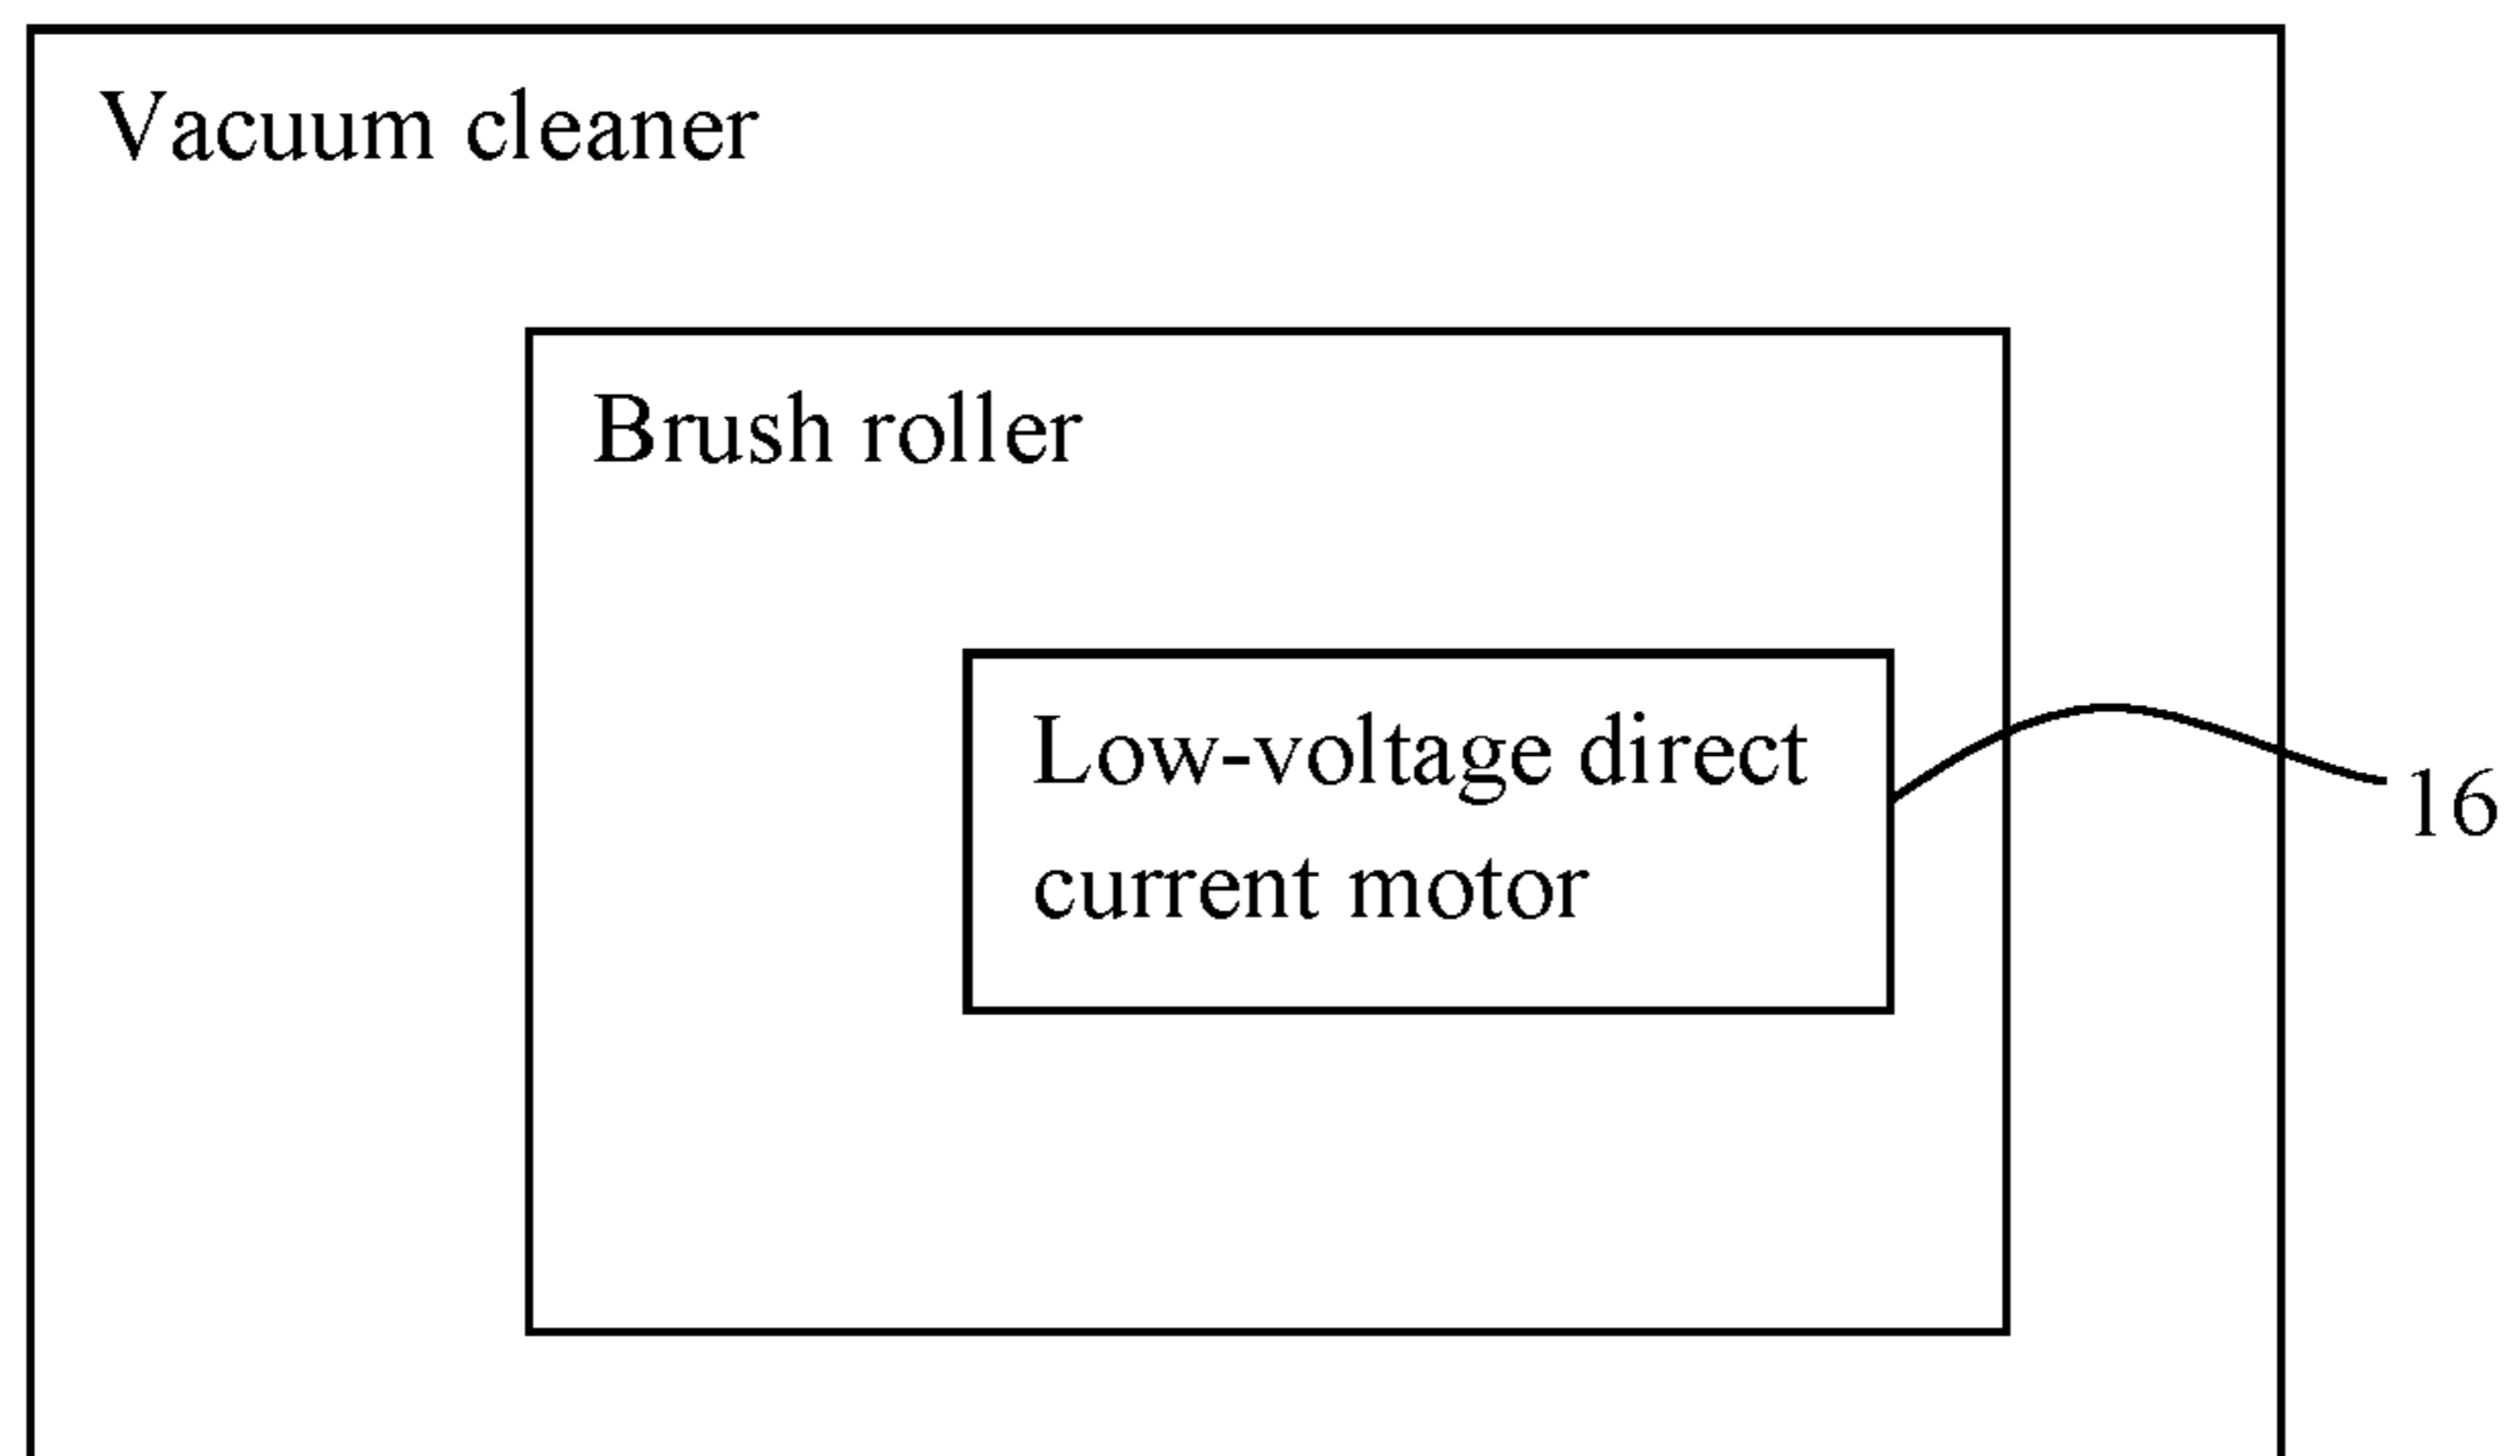 Vacuum cleaner
Brush roller
Low-voltage direct
current motor
16